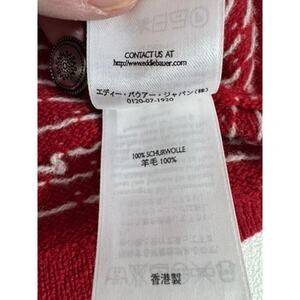 CONTACT US AT
http://www.eddiebauer.com
エディー・バウアー・ジャパン(株)
0120-07-1920
100% SCHURWOLLE
羊毛 100%
香港製